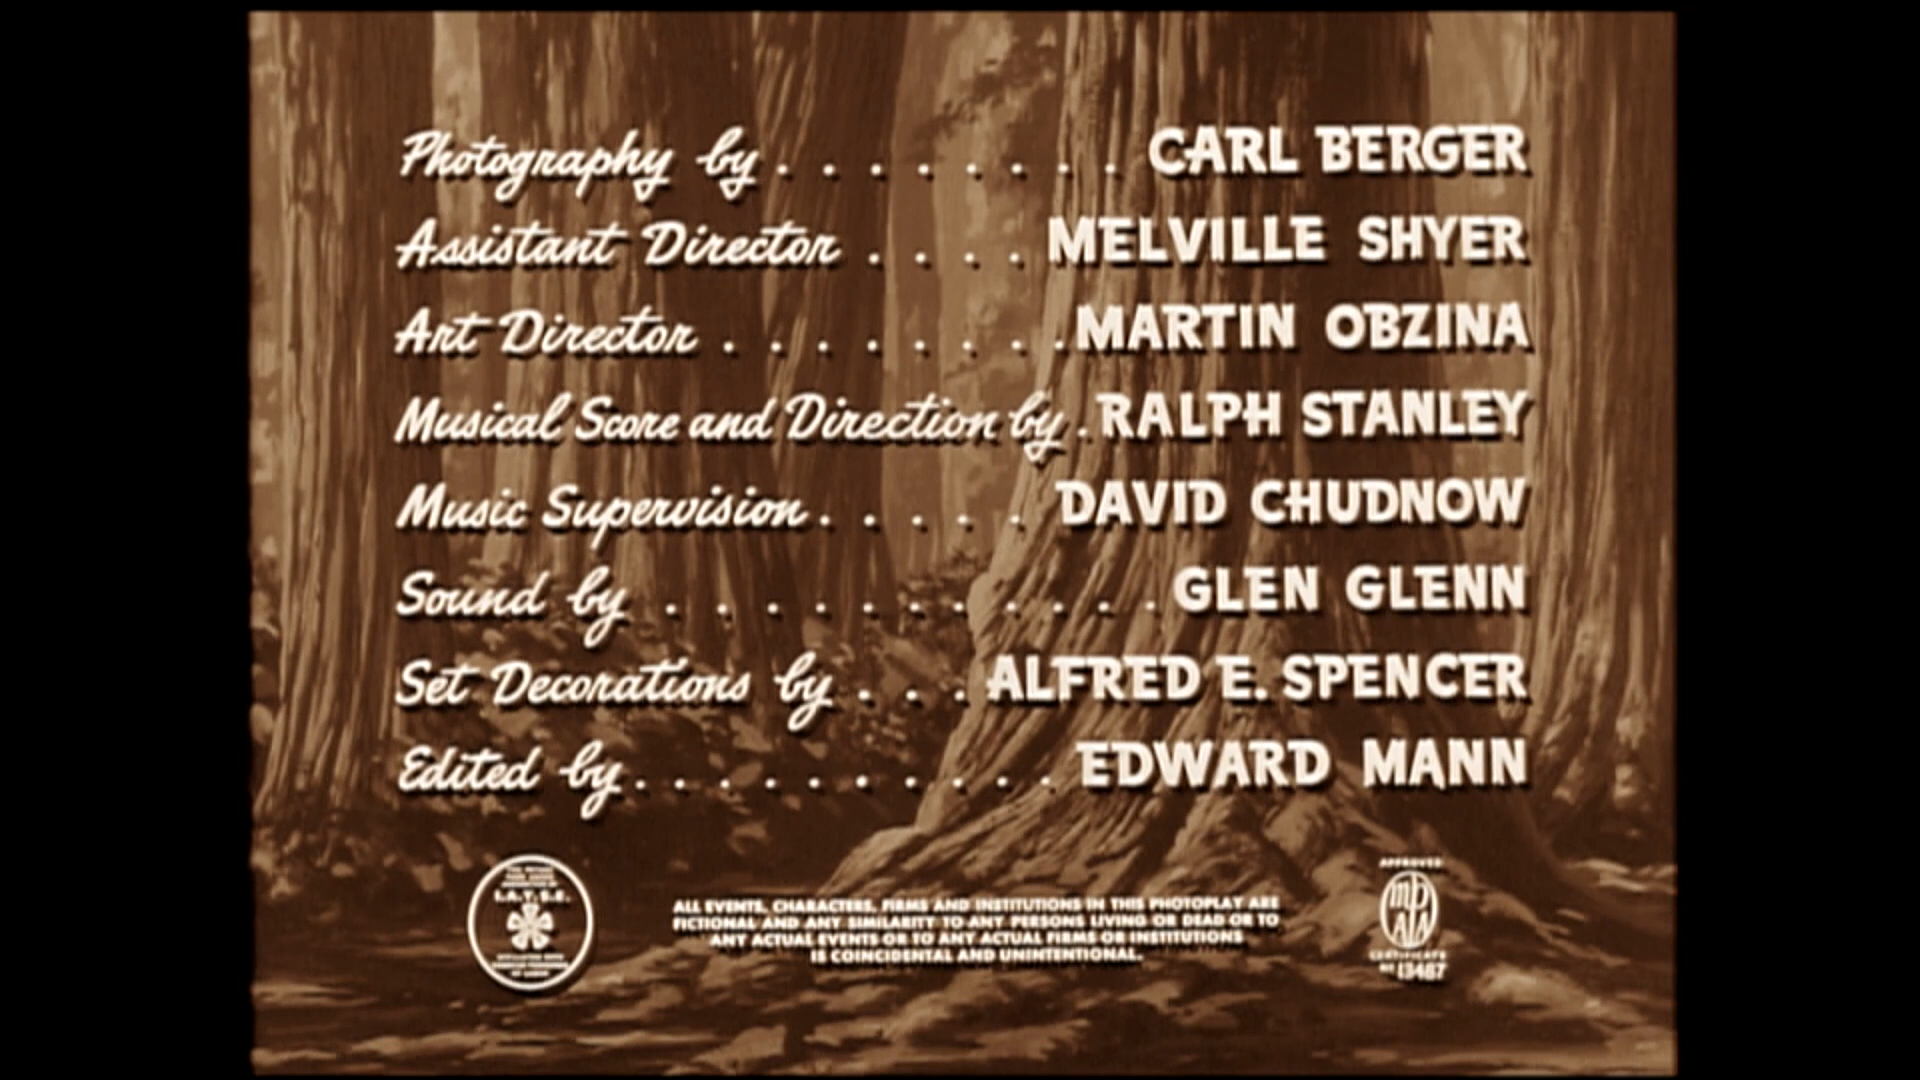 Photography by . . . . . . . . CARL BERGER
Assistant Director . . . . MELVILLE SHYER
Art Director . . . . . . . . MARTIN OBZINA
Musical Score and Direction by . RALPH STANLEY
Music Supervision . . . . . DAVID CHUDNOW
Sound by . . . . . . . . . . . GLEN GLENN
Set Decorations by . . . ALFRED E. SPENCER
Edited by . . . . . . . . . EDWARD MANN
I.A.T.S.E.
ALL EVENTS, CHARACTERS, FIRMS AND INSTITUTIONS IN THIS PHOTOPLAY ARE
FICTIONAL AND ANY SIMILARITY TO ANY PERSONS LIVING OR DEAD OR TO
ANY ACTUAL EVENTS OR TO ANY ACTUAL FIRMS OR INSTITUTIONS
IS COINCIDENTAL AND UNINTENTIONAL.
APPROVED
MPAA
CERTIFICATE
Nº 13487